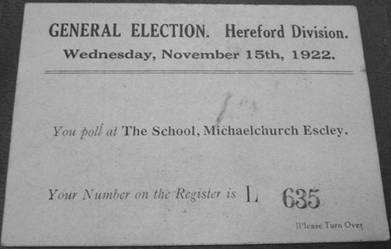 GENERAL ELECTION. Hereford Division.
Wednesday, November 15th, 1922.
You poll at The School, Michaelchurch Escley.
Your Number on the Register is L 635
[Please Turn Over